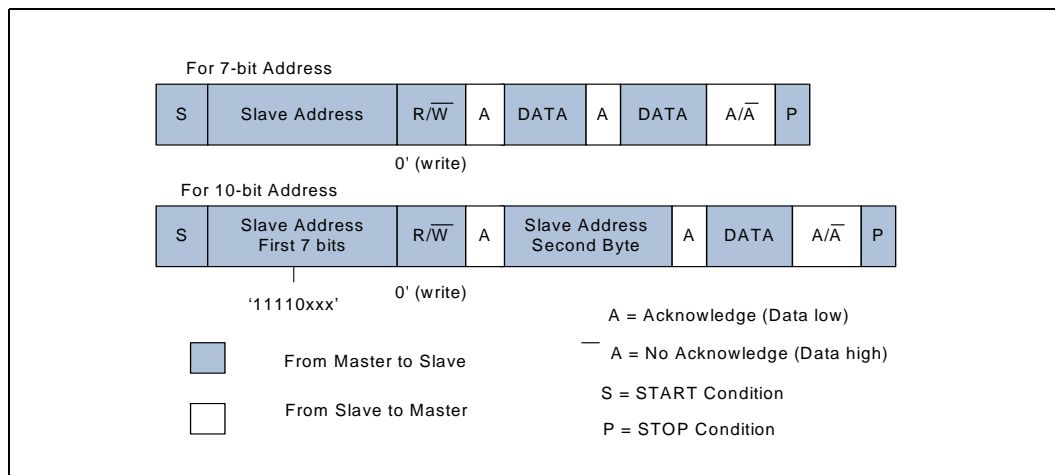 For 7-bit Address
S Slave Address R/W̅ A DATA A DATA A/A̅ P
0' (write)
For 10-bit Address
S Slave Address First 7 bits R/W̅ A Slave Address Second Byte A DATA A/A̅ P
‘11110xxx’
0' (write)
From Master to Slave
From Slave to Master
A = Acknowledge (Data low)
A̅ = No Acknowledge (Data high)
S = START Condition
P = STOP Condition